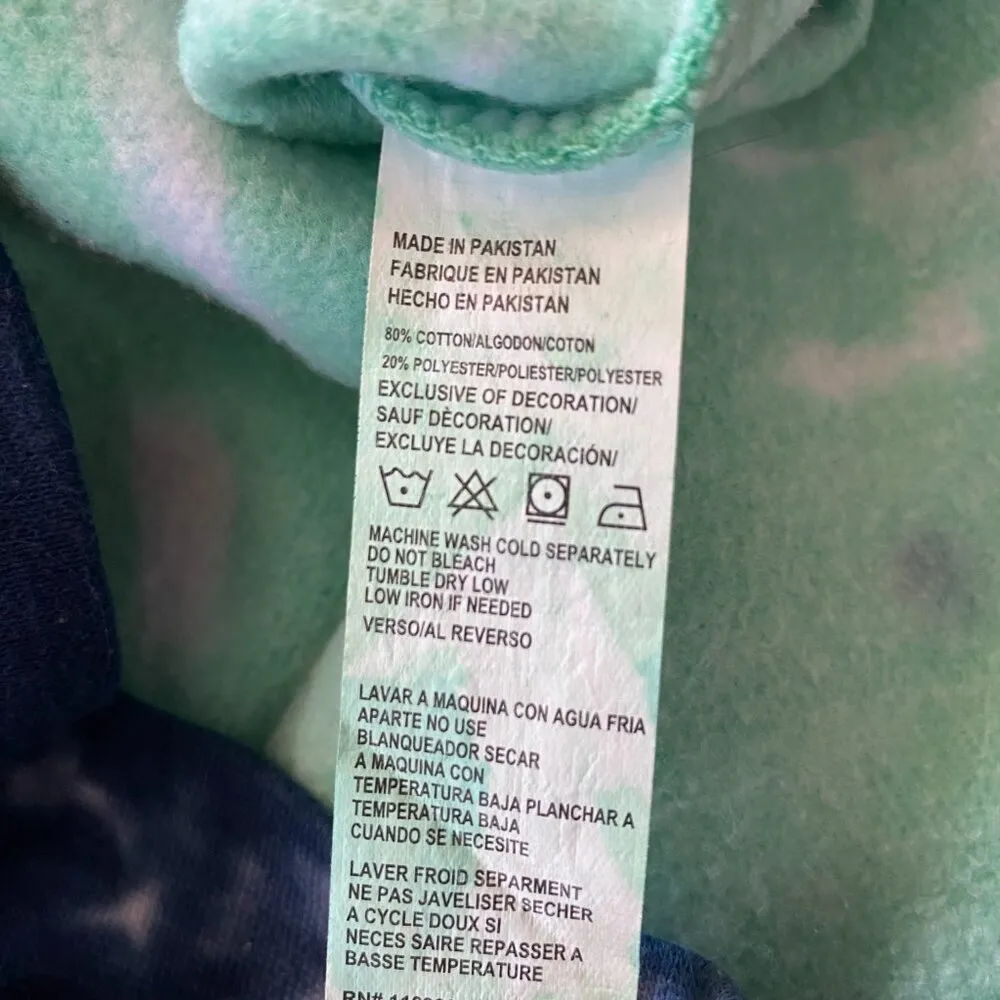 MADE IN PAKISTAN
FABRIQUE EN PAKISTAN
HECHO EN PAKISTAN
80% COTTON/ALGODON/COTON
20% POLYESTER/POLIESTER/POLYESTER
EXCLUSIVE OF DECORATION/
SAUF DÈCORATION/
EXCLUYE LA DECORACIÓN/
MACHINE WASH COLD SEPARATELY
DO NOT BLEACH
TUMBLE DRY LOW
LOW IRON IF NEEDED
VERSO/AL REVERSO
LAVAR A MAQUINA CON AGUA FRIA
APARTE NO USE
BLANQUEADOR SECAR
A MAQUINA CON
TEMPERATURA BAJA PLANCHAR A
TEMPERATURA BAJA
CUANDO SE NECESITE
LAVER FROID SEPARMENT
NE PAS JAVELISER SECHER
A CYCLE DOUX SI
NECES SAIRE REPASSER A
BASSE TEMPERATURE
RN#